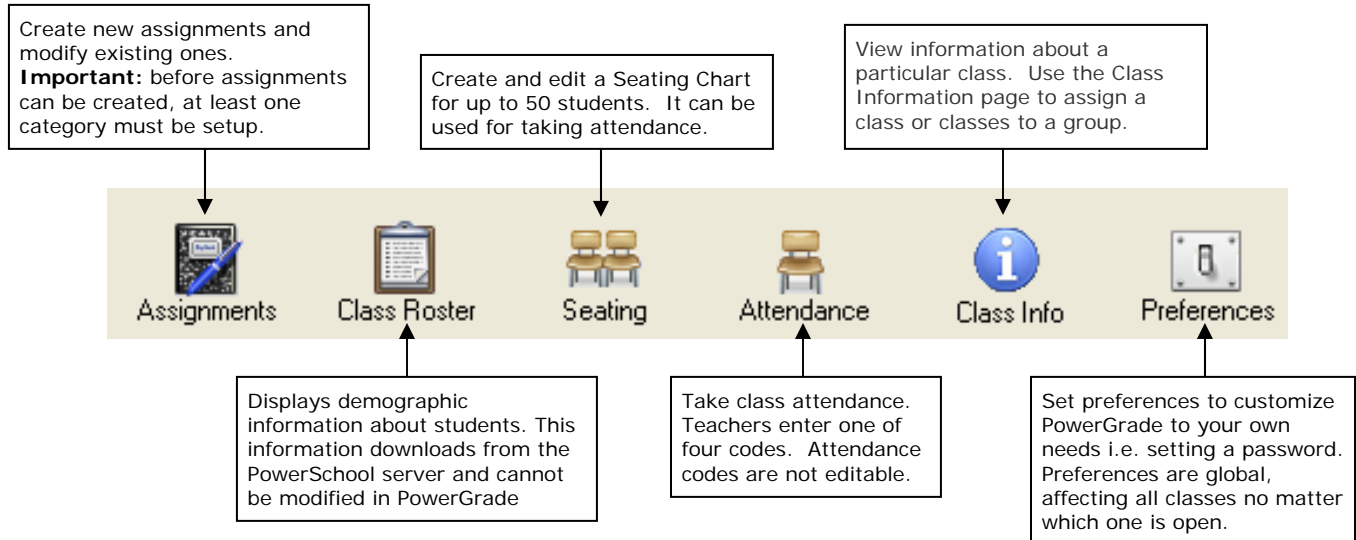 Create new assignments and
modify existing ones.
Important: before assignments
can be created, at least one
category must be setup.
Create and edit a Seating Chart
for up to 50 students.  It can be
used for taking attendance.
View information about a
particular class.  Use the Class
Information page to assign a
class or classes to a group.
Assignments
Class Roster
Seating
Attendance
Class Info
Preferences
Displays demographic
information about students. This
information downloads from the
PowerSchool server and cannot
be modified in PowerGrade
Take class attendance.
Teachers enter one of
four codes.  Attendance
codes are not editable.
Set preferences to customize
PowerGrade to your own
needs i.e. setting a password.
Preferences are global,
affecting all classes no matter
which one is open.